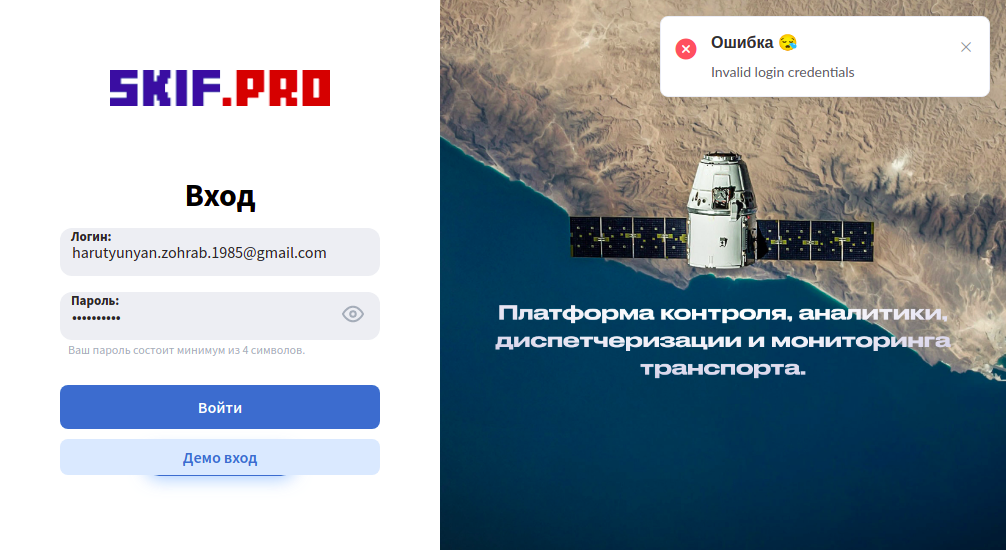 SKIF.PRO
Вход
Логин:
harutyunyan.zohrab.1985@gmail.com
Пароль:
••••••••••
Ваш пароль состоит минимум из 4 символов.
Войти
Демо вход
Ошибка 😪
Invalid login credentials
Платформа контроля, аналитики,
диспетчеризации и мониторинга
транспорта.